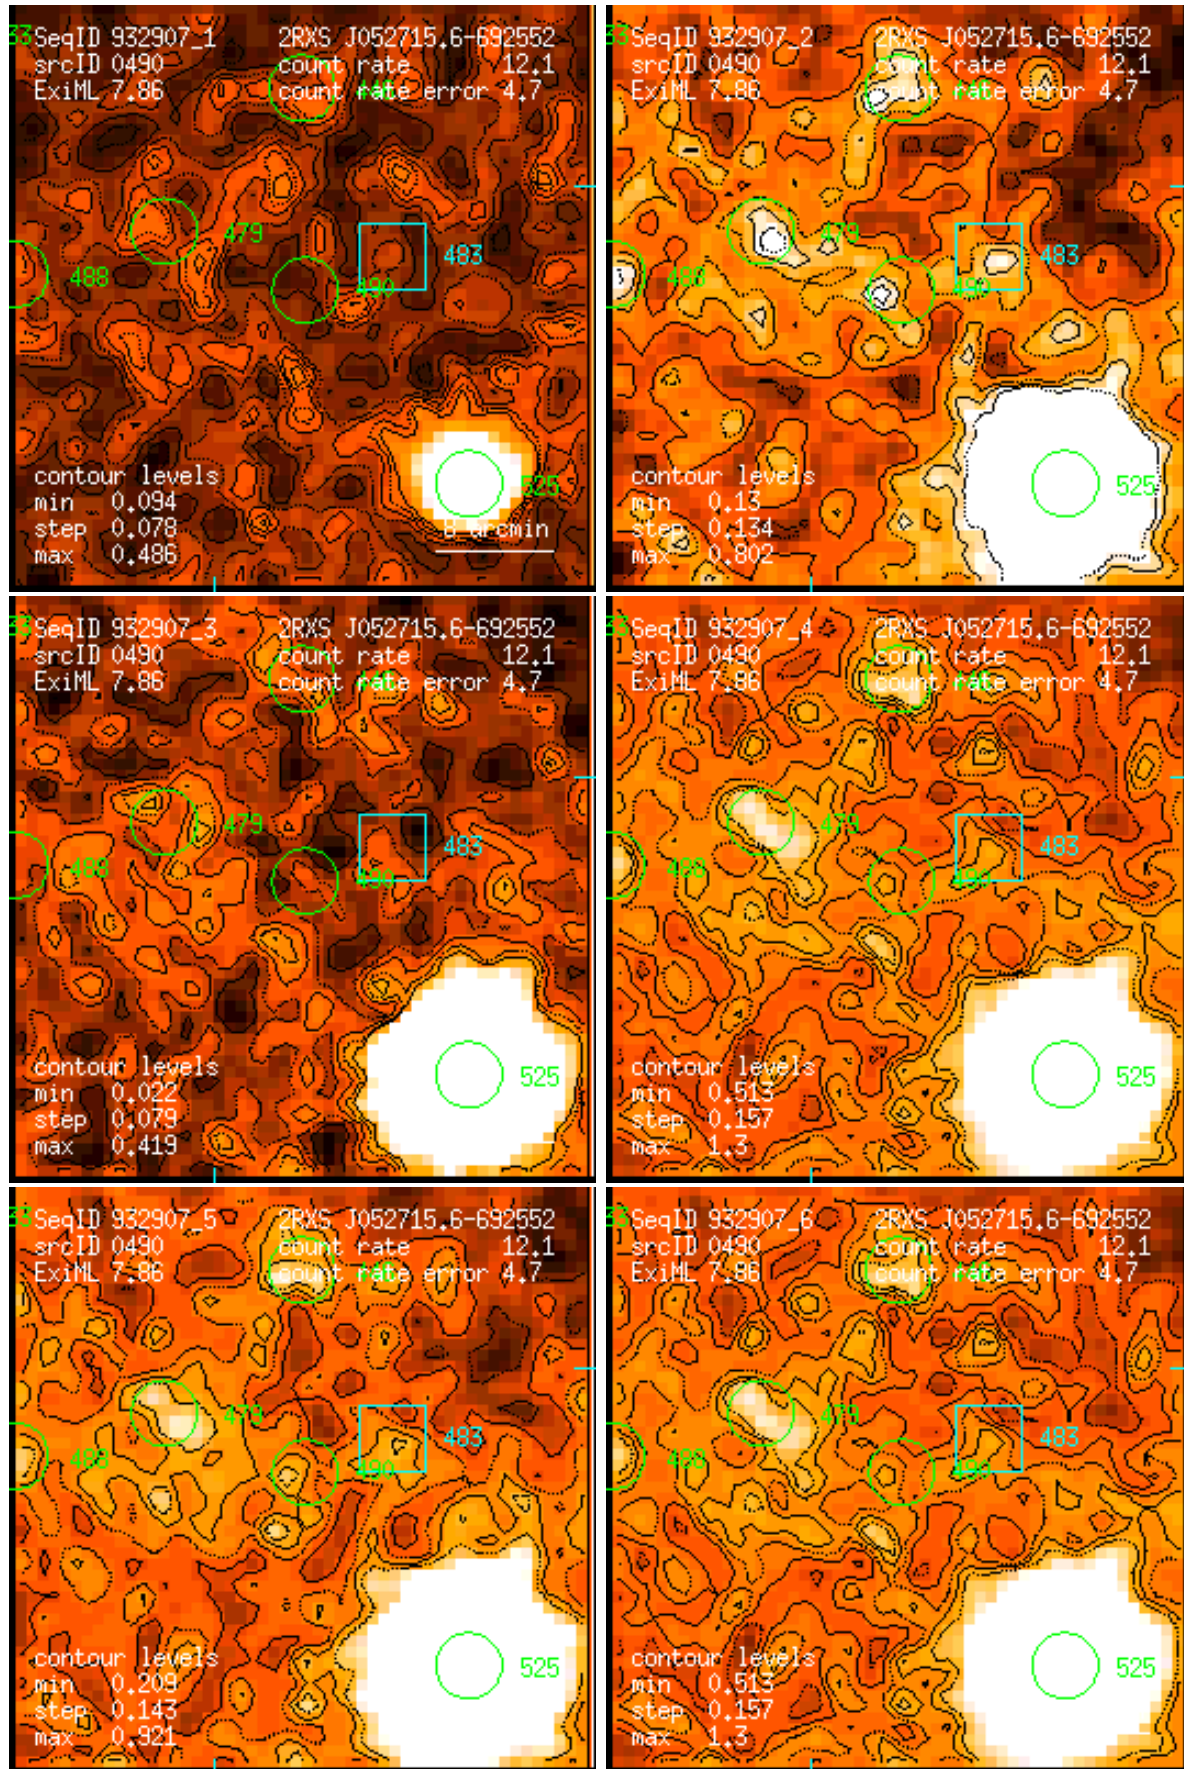 33 SeqID 932907_1 2RXS J052715.6-692552
srcID 0490 count rate 12.1
ExiML 7.86 count rate error 4.7
479
483
488
490
contour levels
min 0.094
step 0.078
max 0.486
525
8 arcmin
33 SeqID 932907_2 2RXS J052715.6-692552
srcID 0490 count rate 12.1
ExiML 7.86 count rate error 4.7
479
483
488
490
contour levels
min 0.13
step 0.134
max 0.802
525
33 SeqID 932907_3 2RXS J052715.6-692552
srcID 0490 count rate 12.1
ExiML 7.86 count rate error 4.7
479
483
488
490
contour levels
min 0.022
step 0.079
max 0.419
525
33 SeqID 932907_4 2RXS J052715.6-692552
srcID 0490 count rate 12.1
ExiML 7.86 count rate error 4.7
479
483
488
490
contour levels
min 0.513
step 0.157
max 1.3
525
33 SeqID 932907_5 2RXS J052715.6-692552
srcID 0490 count rate 12.1
ExiML 7.86 count rate error 4.7
479
483
488
490
contour levels
min 0.209
step 0.143
max 0.921
525
33 SeqID 932907_6 2RXS J052715.6-692552
srcID 0490 count rate 12.1
ExiML 7.86 count rate error 4.7
479
483
488
490
contour levels
min 0.513
step 0.157
max 1.3
525